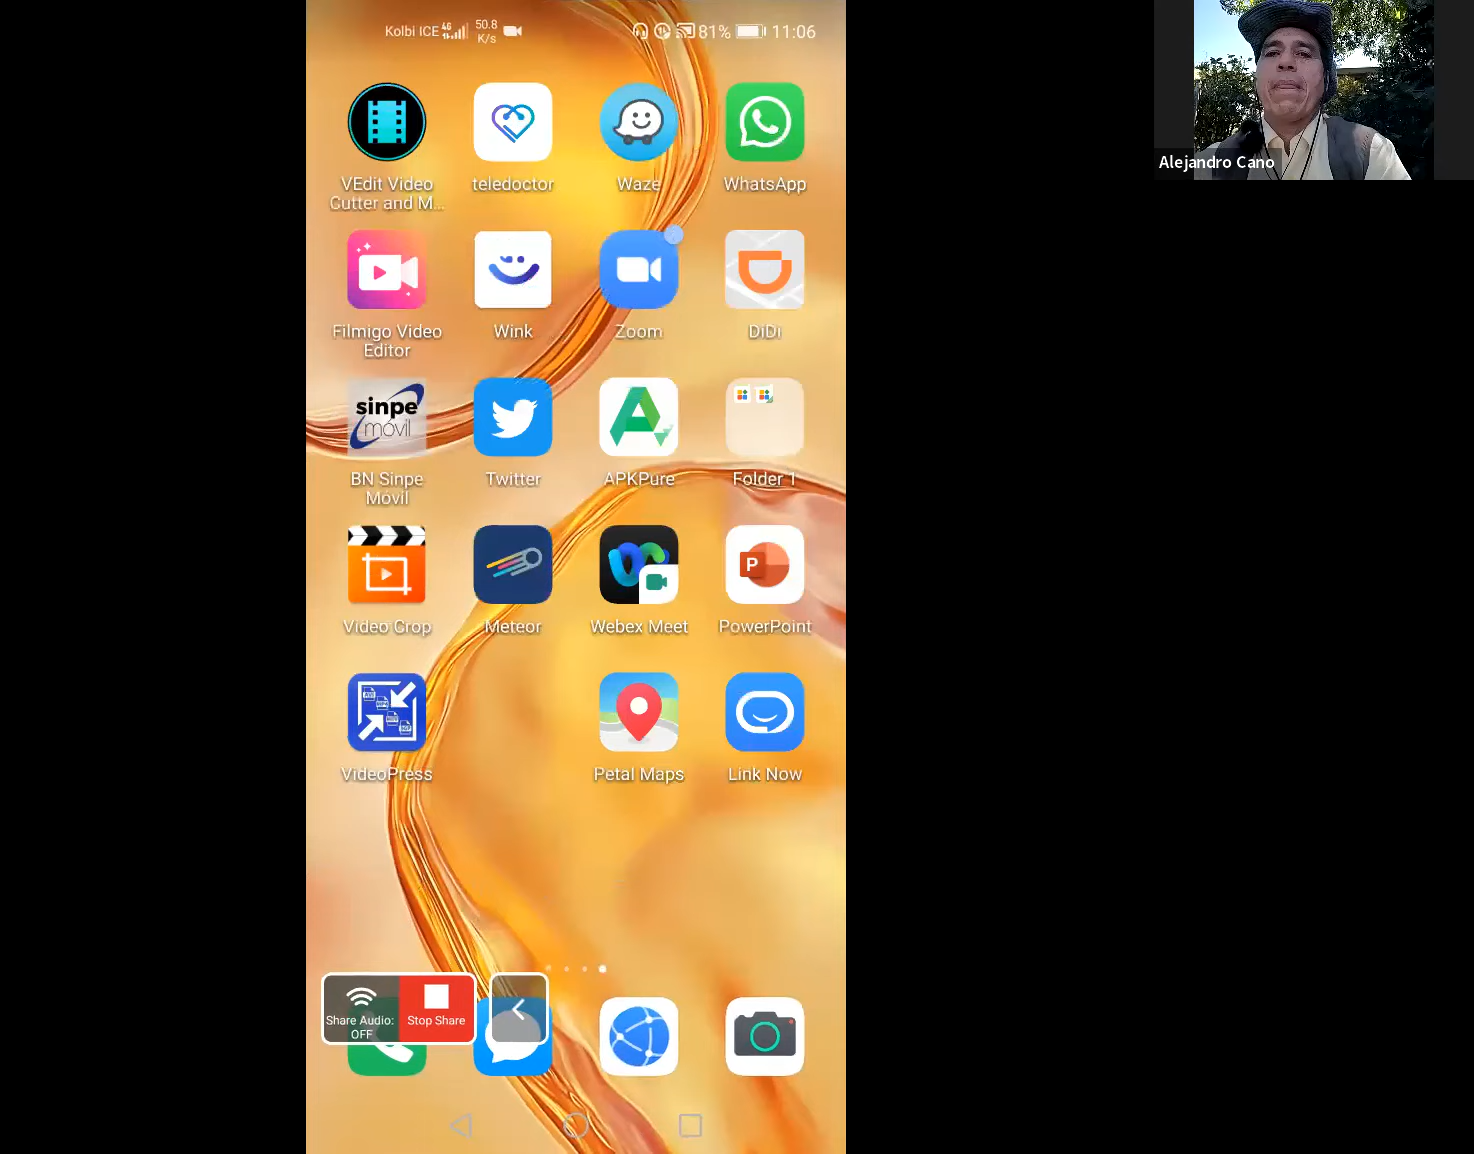 Kolbi ICE 4G 50.8 K/s 81% 11:06
Alejandro Cano
VEdit Video Cutter and M...
teledoctor
Waze
WhatsApp
Filmigo Video Editor
Wink
Zoom
DiDi
sinpe
móvil
BN Sinpe Móvil
Twitter
APKPure
Folder 1
Video Crop
Meteor
Webex Meet
P
PowerPoint
VideoPress
Petal Maps
Link Now
Share Audio: OFF
Stop Share